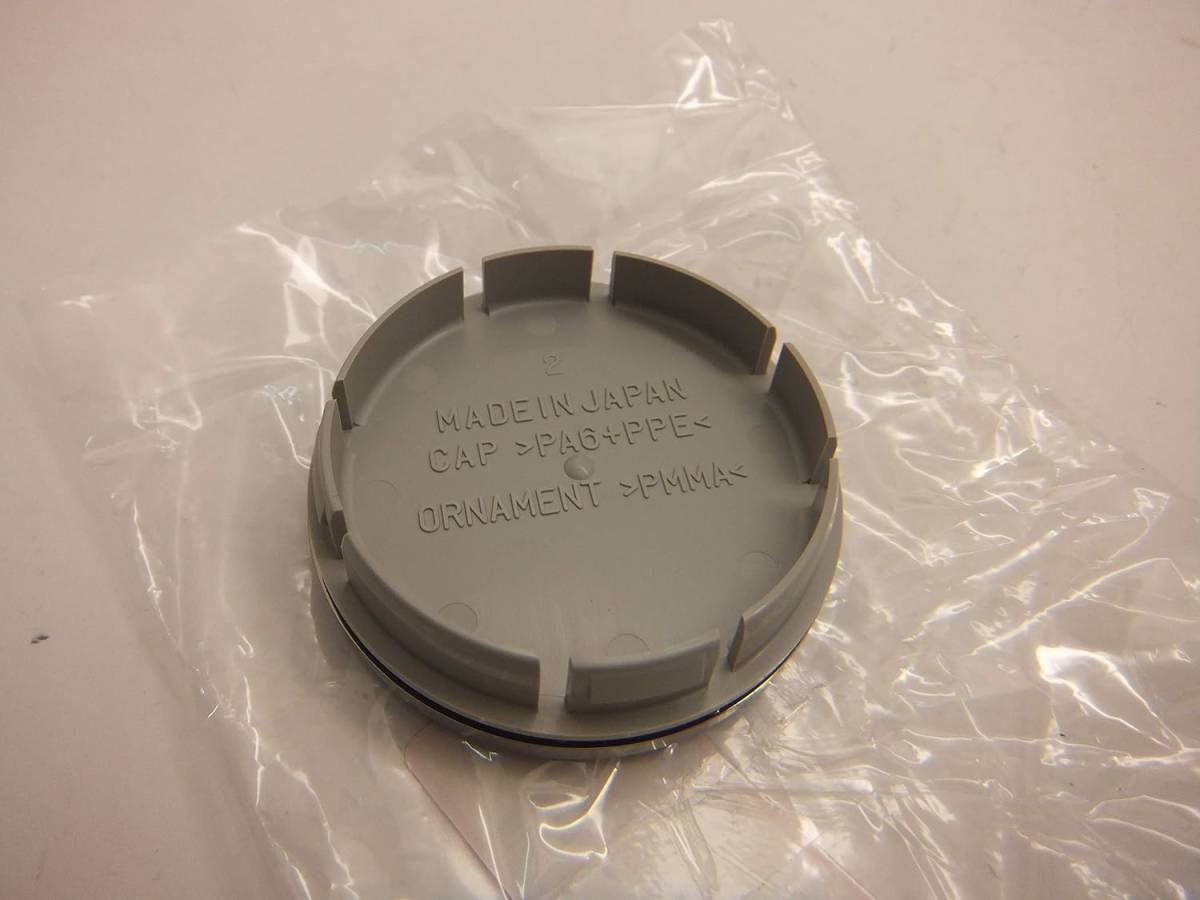 2
MADE IN JAPAN
CAP >PA6+PPE<
ORNAMENT >PMMA<